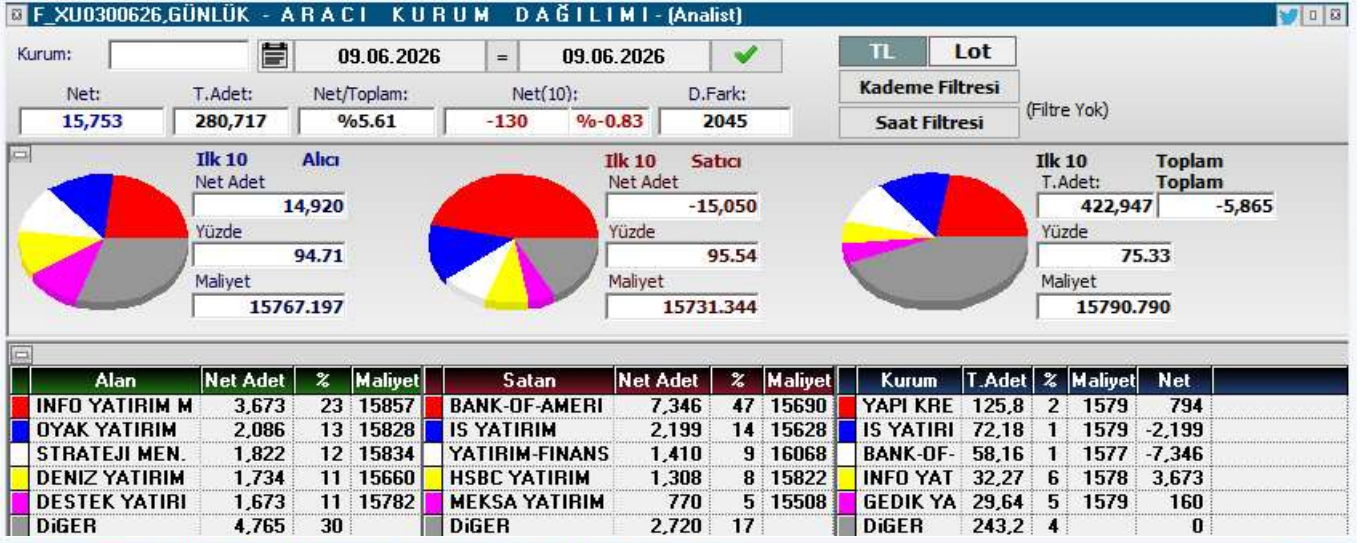 F_XU0300626,GÜNLÜK - A R A C I K U R U M D A Ğ I L I M I - (Analist)
Kurum: 09.06.2026 = 09.06.2026 TL Lot
Net: T.Adet: Net/Toplam: Net(10): D.Fark: Kademe Filtresi
15,753 280,717 %5.61 -130 %-0.83 2045 Saat Filtresi (Filtre Yok)
Ilk 10 Alıcı Ilk 10 Satıcı Ilk 10 Toplam
Net Adet Net Adet T.Adet: Toplam
14,920 -15,050 422,947 -5,865
Yüzde Yüzde Yüzde
94.71 95.54 75.33
Maliyet Maliyet Maliyet
15767.197 15731.344 15790.790
Alan Net Adet % Maliyet Satan Net Adet % Maliyet Kurum T.Adet % Maliyet Net
INFO YATIRIM M 3,673 23 15857 BANK-OF-AMERI 7,346 47 15690 YAPI KRE 125,8 2 1579 794
OYAK YATIRIM 2,086 13 15828 IS YATIRIM 2,199 14 15628 IS YATIRI 72,18 1 1579 -2,199
STRATEJI MEN. 1,822 12 15834 YATIRIM-FINANS 1,410 9 16068 BANK-OF- 58,16 1 1577 -7,346
DENIZ YATIRIM 1,734 11 15660 HSBC YATIRIM 1,308 8 15822 INFO YAT 32,27 6 1578 3,673
DESTEK YATIRI 1,673 11 15782 MEKSA YATIRIM 770 5 15508 GEDIK YA 29,64 5 1579 160
DiGER 4,765 30 DiGER 2,720 17 DiGER 243,2 4 0